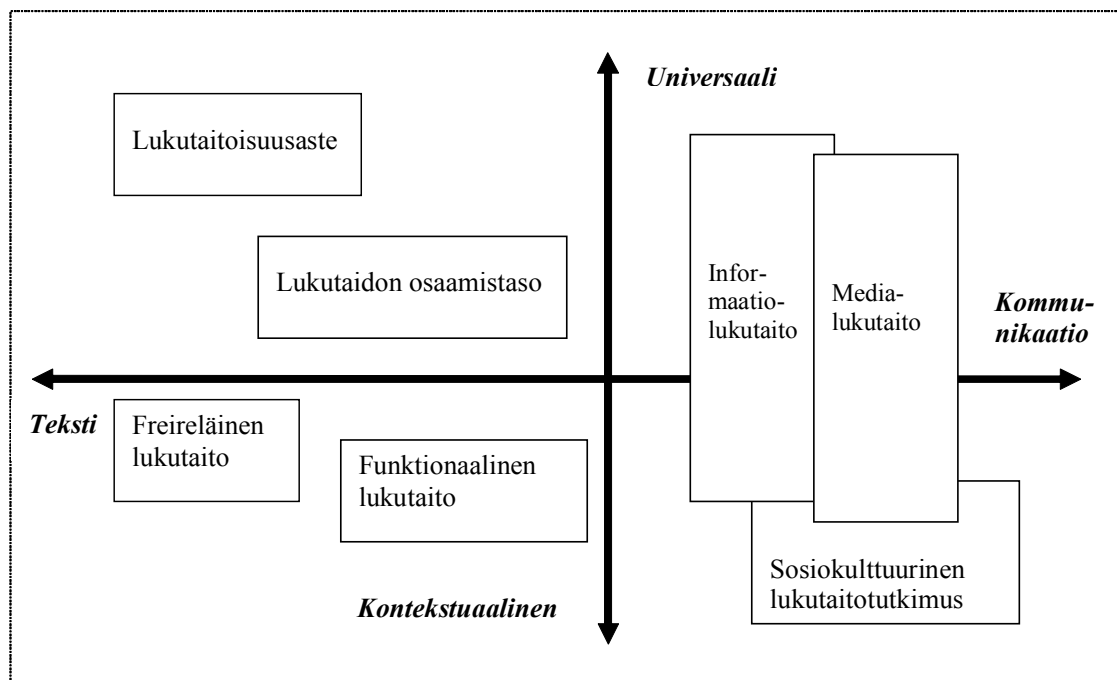 Universaali
Lukutaitoisuusaste
Lukutaidon osaamistaso
Infor-
maatio-
lukutaito
Media-
lukutaito
Kommu-
nikaatio
Teksti
Freireläinen
lukutaito
Funktionaalinen
lukutaito
Kontekstuaalinen
Sosiokulttuurinen
lukutaitotutkimus